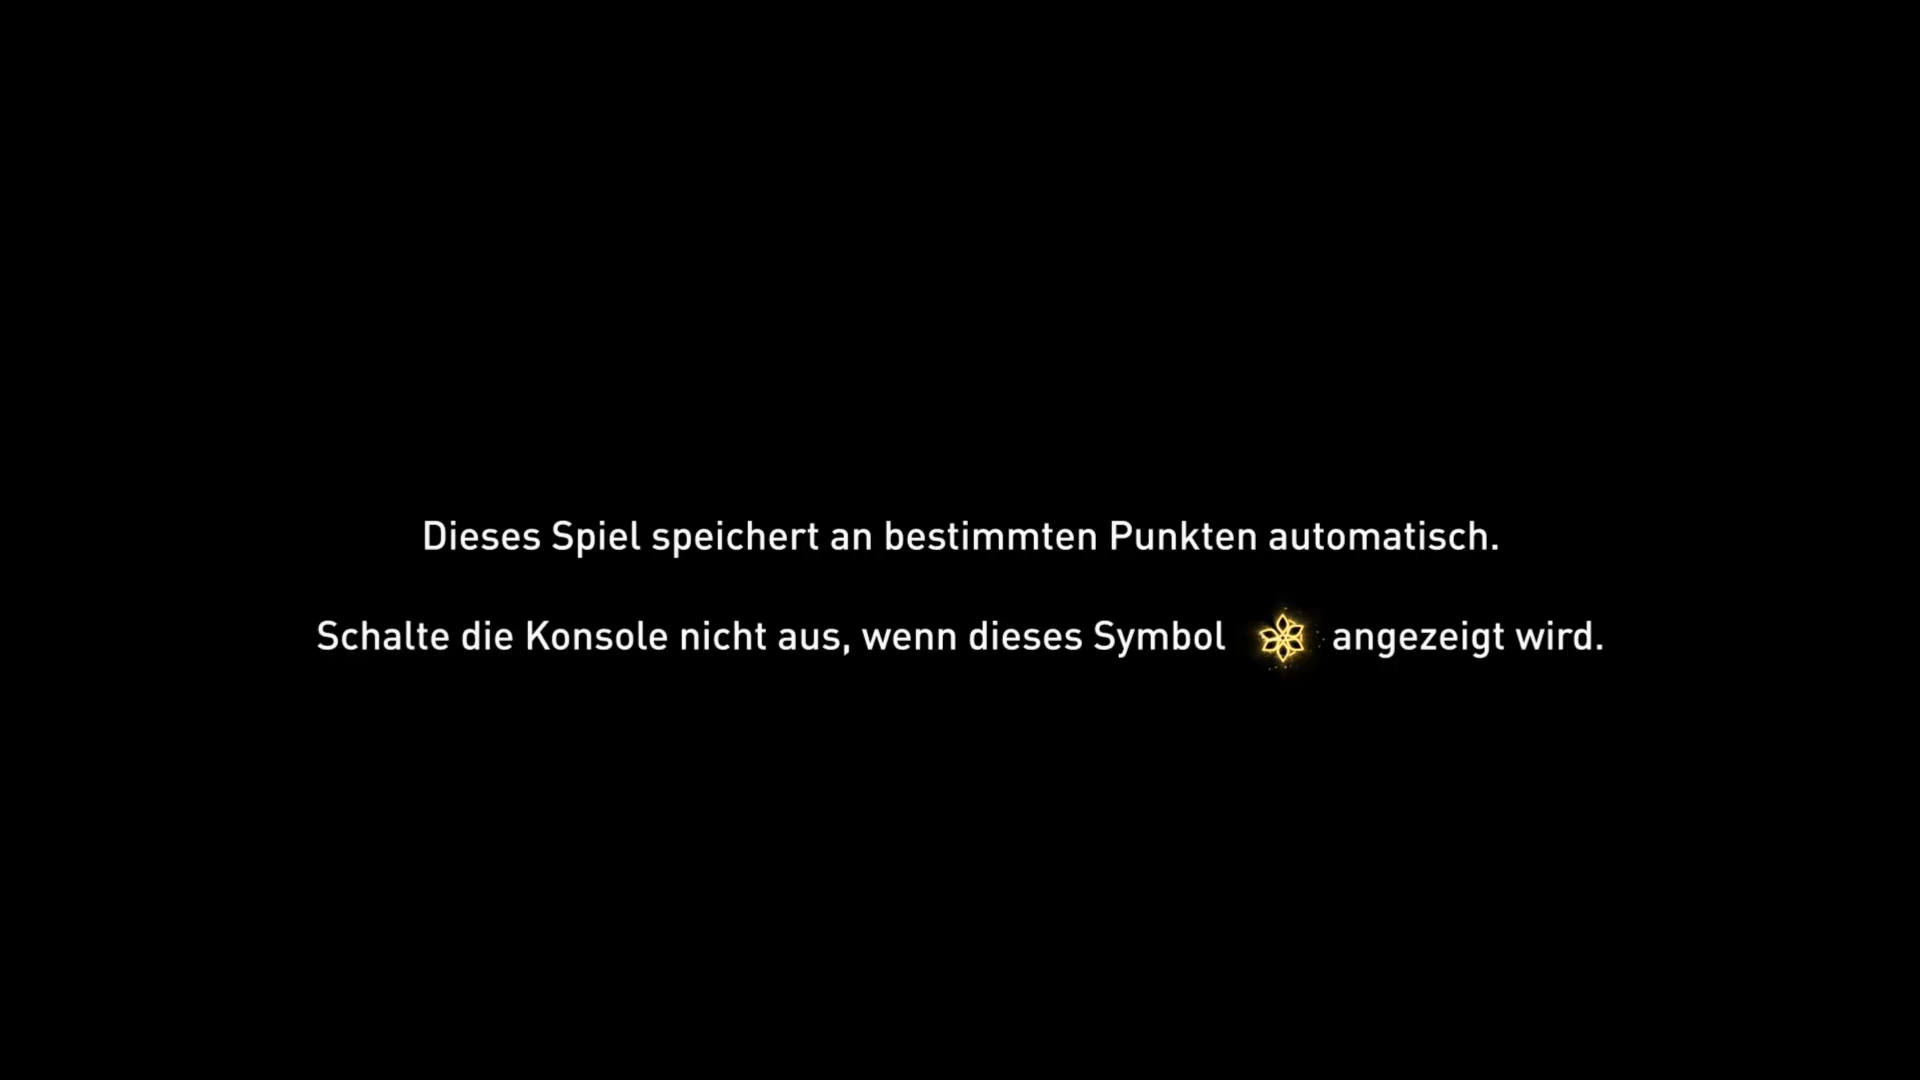 Dieses Spiel speichert an bestimmten Punkten automatisch.
Schalte die Konsole nicht aus, wenn dieses Symbol angezeigt wird.